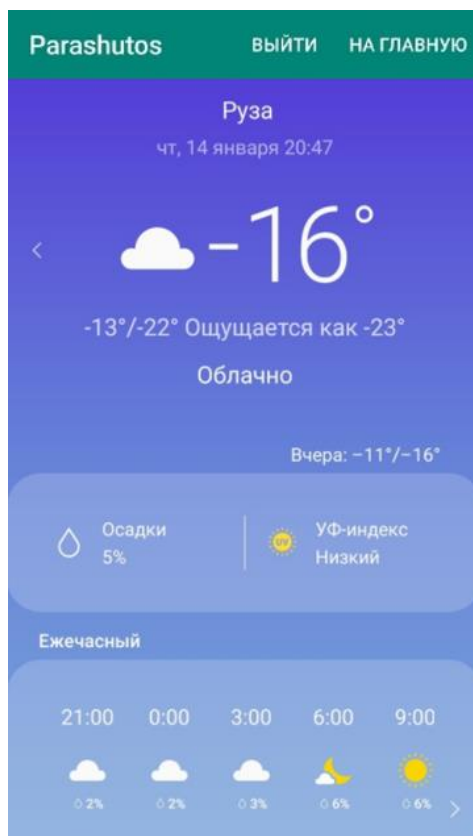 Parashutos ВЫЙТИ НА ГЛАВНУЮ
Руза
чт, 14 января 20:47
-16°
-13°/-22° Ощущается как -23°
Облачно
Вчера: -11°/-16°
Осадки
5%
UV
УФ-индекс
Низкий
Ежечасный
21:00 0:00 3:00 6:00 9:00
2% 2% 3% 6% 6%